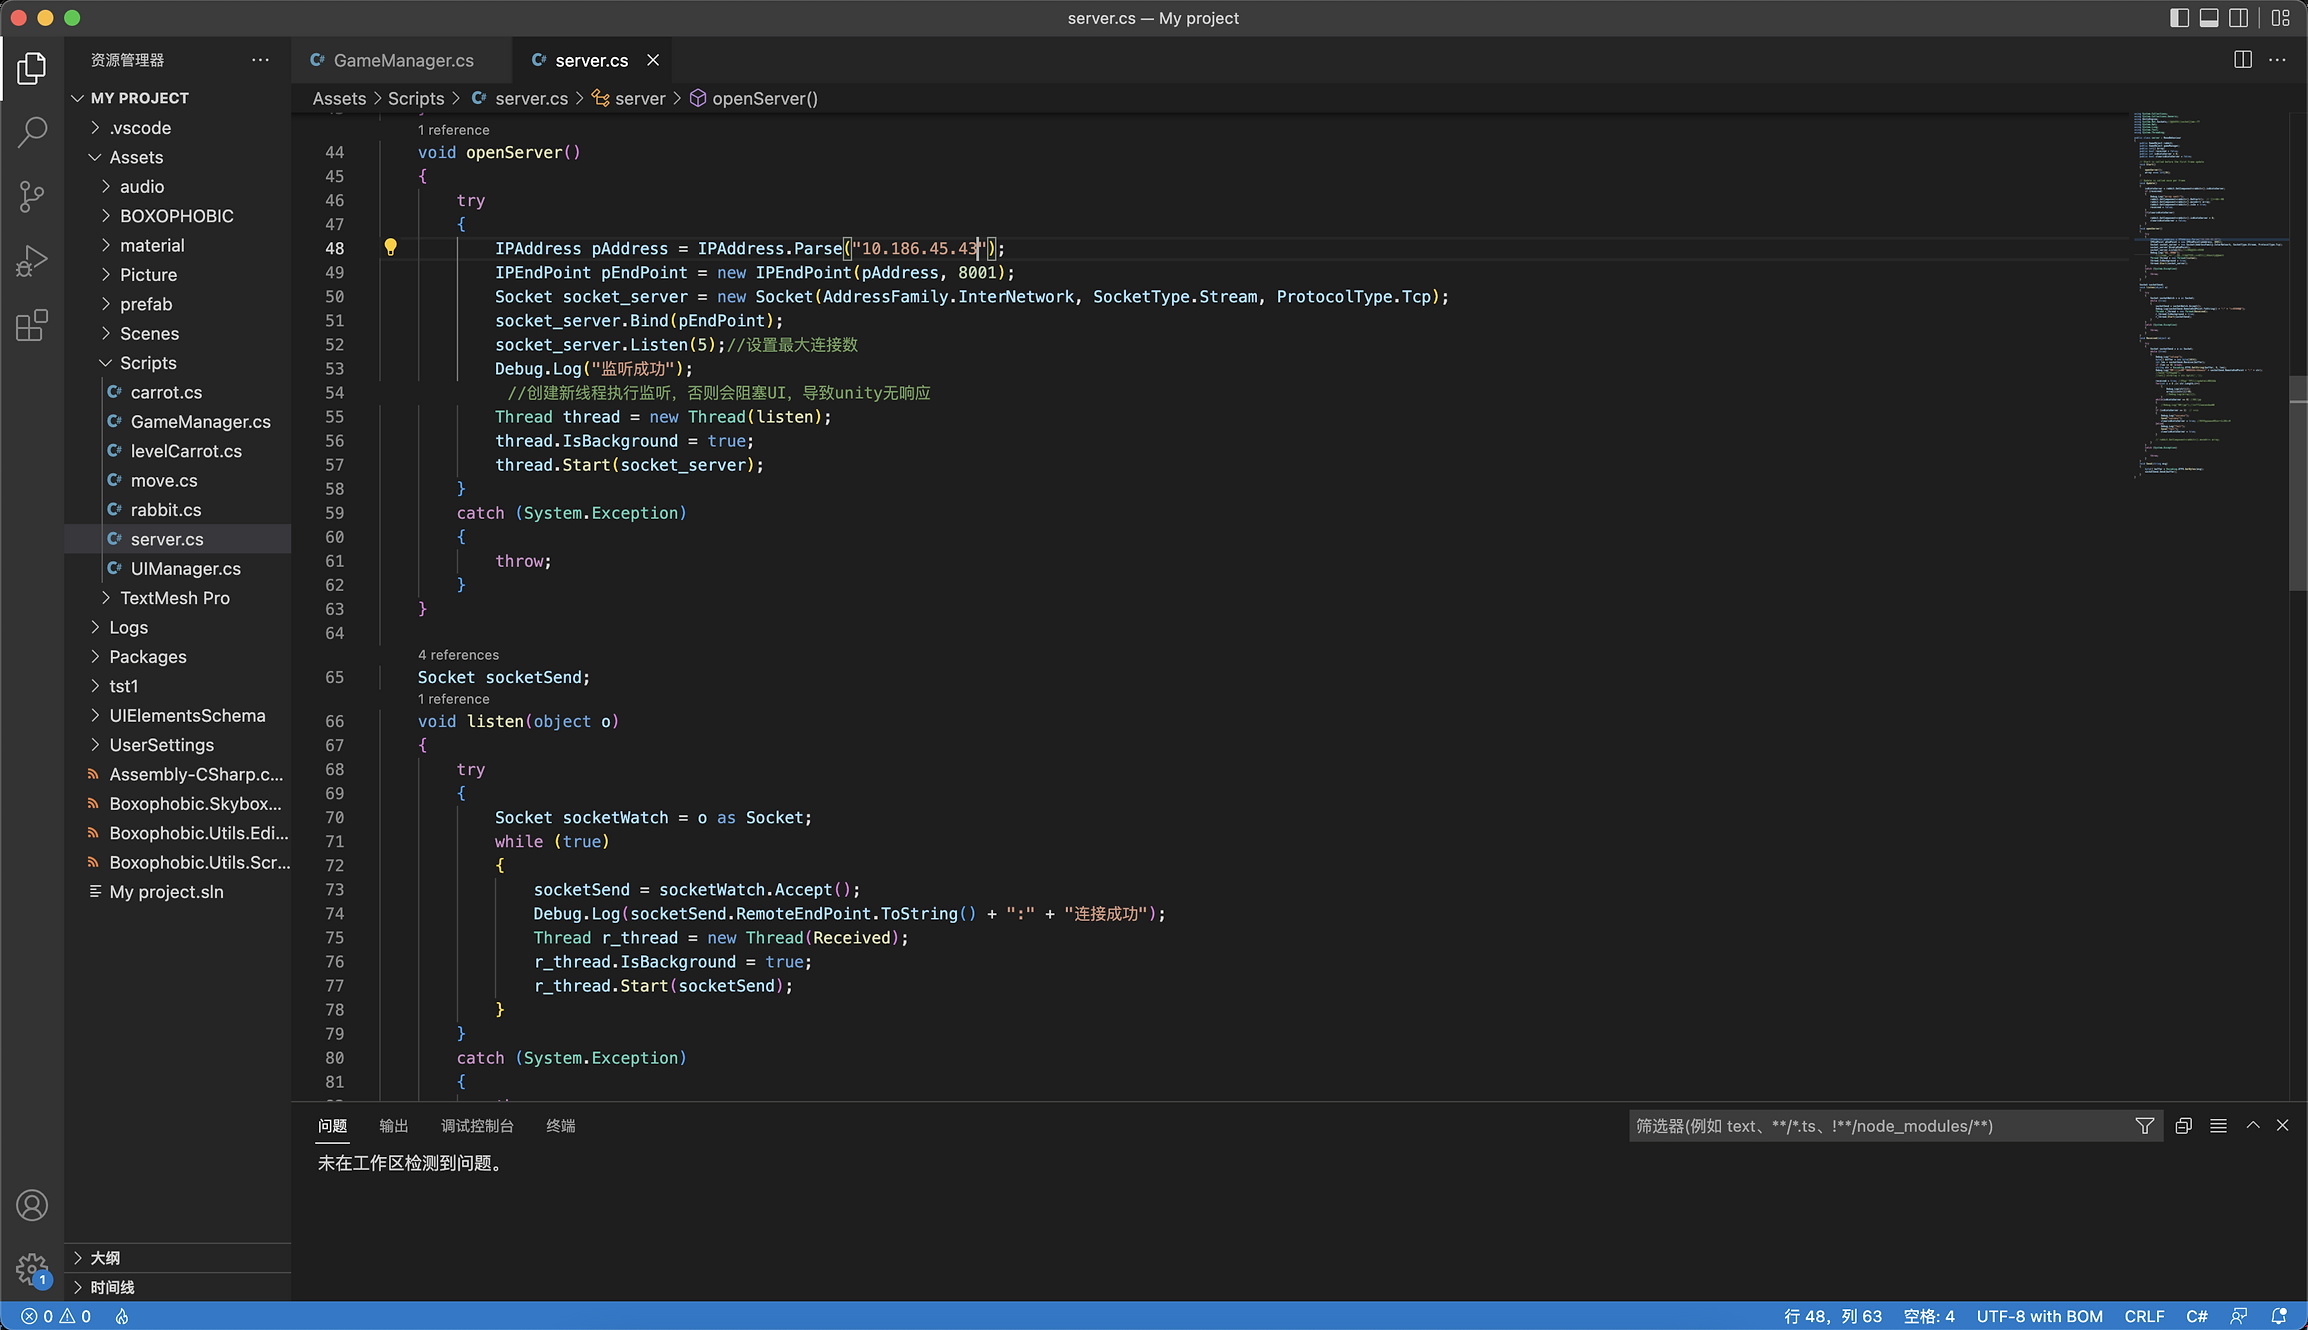 server.cs — My project
资源管理器
GameManager.cs
server.cs
MY PROJECT
Assets > Scripts > server.cs > server > openServer()
.vscode
Assets
audio
BOXOPHOBIC
material
Picture
prefab
Scenes
Scripts
carrot.cs
GameManager.cs
levelCarrot.cs
move.cs
rabbit.cs
server.cs
UIManager.cs
TextMesh Pro
Logs
Packages
tst1
UIElementsSchema
UserSettings
Assembly-CSharp.c...
Boxophobic.Skybox...
Boxophobic.Utils.Edi...
Boxophobic.Utils.Scr...
My project.sln
大纲
时间线
1 reference
44 void openServer()
45 {
46 try
47 {
48 IPAddress pAddress = IPAddress.Parse("10.186.45.43");
49 IPEndPoint pEndPoint = new IPEndPoint(pAddress, 8001);
50 Socket socket_server = new Socket(AddressFamily.InterNetwork, SocketType.Stream, ProtocolType.Tcp);
51 socket_server.Bind(pEndPoint);
52 socket_server.Listen(5);//设置最大连接数
53 Debug.Log("监听成功");
54 //创建新线程执行监听，否则会阻塞UI，导致unity无响应
55 Thread thread = new Thread(listen);
56 thread.IsBackground = true;
57 thread.Start(socket_server);
58 }
59 catch (System.Exception)
60 {
61 throw;
62 }
63 }
64
4 references
65 Socket socketSend;
1 reference
66 void listen(object o)
67 {
68 try
69 {
70 Socket socketWatch = o as Socket;
71 while (true)
72 {
73 socketSend = socketWatch.Accept();
74 Debug.Log(socketSend.RemoteEndPoint.ToString() + ":" + "连接成功");
75 Thread r_thread = new Thread(Received);
76 r_thread.IsBackground = true;
77 r_thread.Start(socketSend);
78 }
79 }
80 catch (System.Exception)
81 {
问题 输出 调试控制台 终端
筛选器(例如 text、**/*.ts、!**/node_modules/**)
未在工作区检测到问题。
1
0 0
行 48，列 63 空格: 4 UTF-8 with BOM CRLF C#